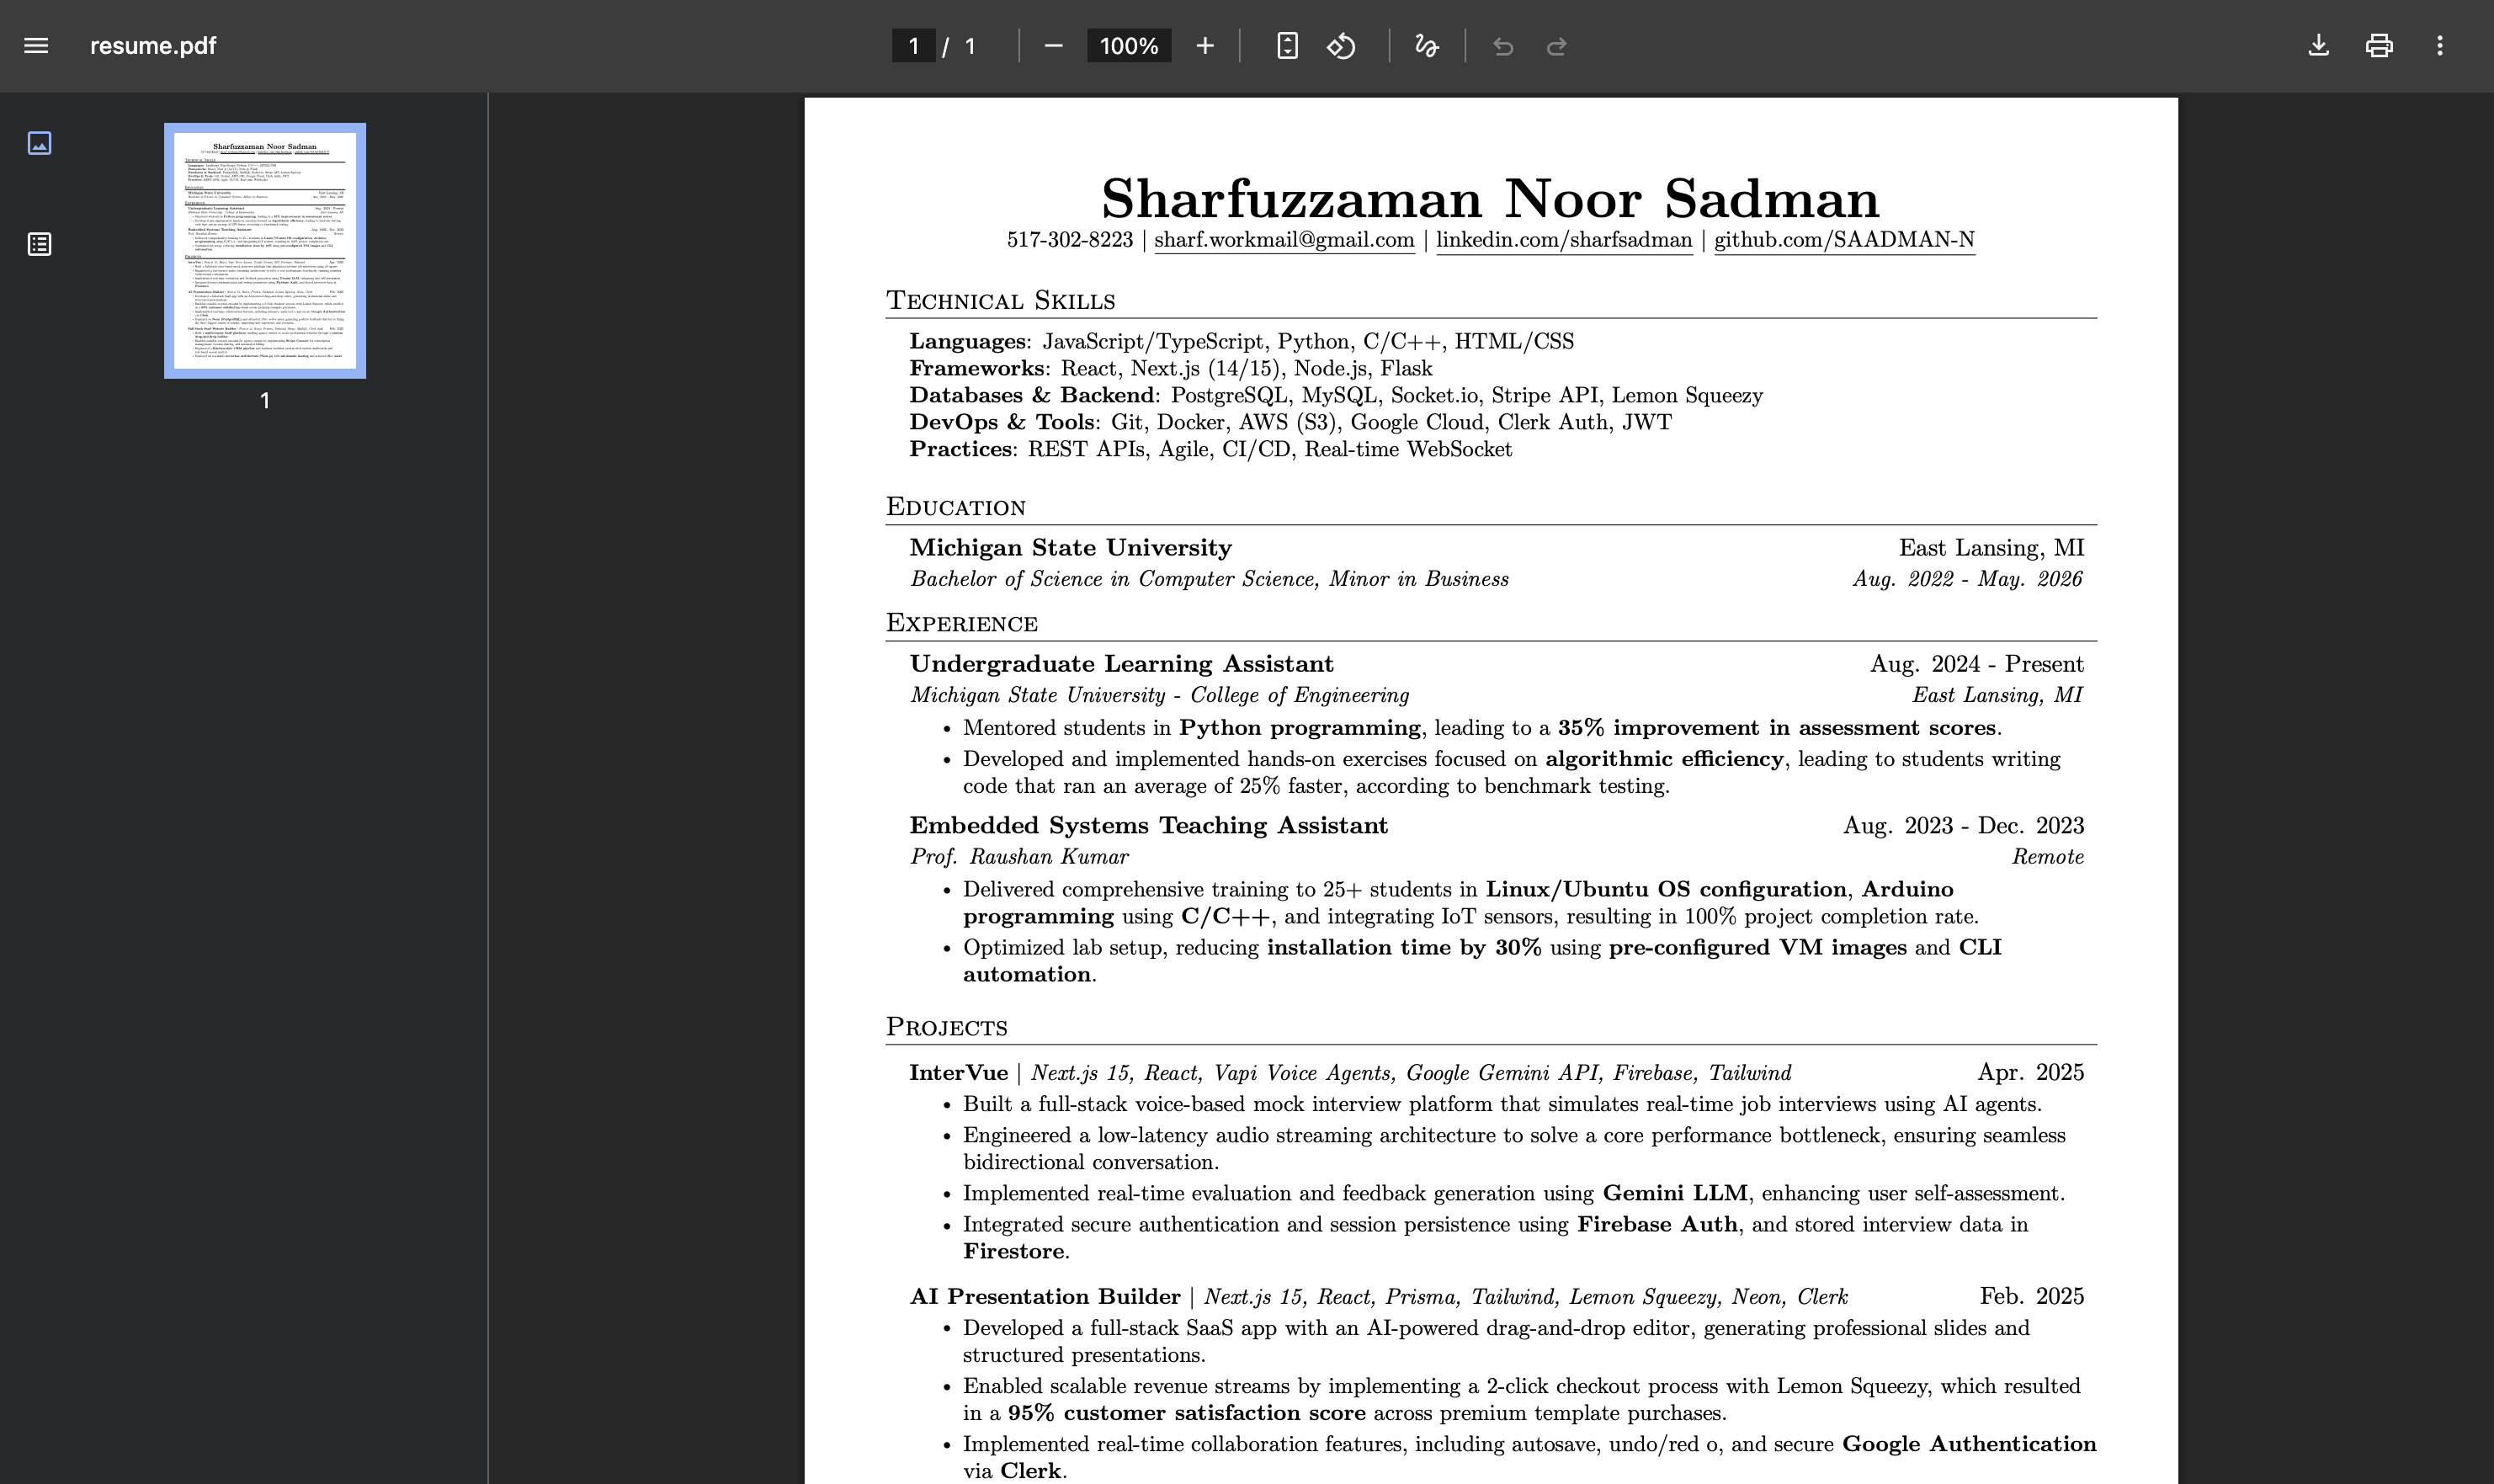 resume.pdf
1 / 1
100%
1
Sharfuzzaman Noor Sadman
517-302-8223 | sharf.workmail@gmail.com | linkedin.com/sharfsadman | github.com/SAADMAN-N
Technical Skills
Languages: JavaScript/TypeScript, Python, C/C++, HTML/CSS
Frameworks: React, Next.js (14/15), Node.js, Flask
Databases & Backend: PostgreSQL, MySQL, Socket.io, Stripe API, Lemon Squeezy
DevOps & Tools: Git, Docker, AWS (S3), Google Cloud, Clerk Auth, JWT
Practices: REST APIs, Agile, CI/CD, Real-time WebSocket
Education
Michigan State University East Lansing, MI
Bachelor of Science in Computer Science, Minor in Business Aug. 2022 - May. 2026
Experience
Undergraduate Learning Assistant Aug. 2024 - Present
Michigan State University - College of Engineering East Lansing, MI
• Mentored students in Python programming, leading to a 35% improvement in assessment scores.
• Developed and implemented hands-on exercises focused on algorithmic efficiency, leading to students writing
code that ran an average of 25% faster, according to benchmark testing.
Embedded Systems Teaching Assistant Aug. 2023 - Dec. 2023
Prof. Raushan Kumar Remote
• Delivered comprehensive training to 25+ students in Linux/Ubuntu OS configuration, Arduino
programming using C/C++, and integrating IoT sensors, resulting in 100% project completion rate.
• Optimized lab setup, reducing installation time by 30% using pre-configured VM images and CLI
automation.
Projects
InterVue | Next.js 15, React, Vapi Voice Agents, Google Gemini API, Firebase, Tailwind Apr. 2025
• Built a full-stack voice-based mock interview platform that simulates real-time job interviews using AI agents.
• Engineered a low-latency audio streaming architecture to solve a core performance bottleneck, ensuring seamless
bidirectional conversation.
• Implemented real-time evaluation and feedback generation using Gemini LLM, enhancing user self-assessment.
• Integrated secure authentication and session persistence using Firebase Auth, and stored interview data in
Firestore.
AI Presentation Builder | Next.js 15, React, Prisma, Tailwind, Lemon Squeezy, Neon, Clerk Feb. 2025
• Developed a full-stack SaaS app with an AI-powered drag-and-drop editor, generating professional slides and
structured presentations.
• Enabled scalable revenue streams by implementing a 2-click checkout process with Lemon Squeezy, which resulted
in a 95% customer satisfaction score across premium template purchases.
• Implemented real-time collaboration features, including autosave, undo/red o, and secure Google Authentication
via Clerk.